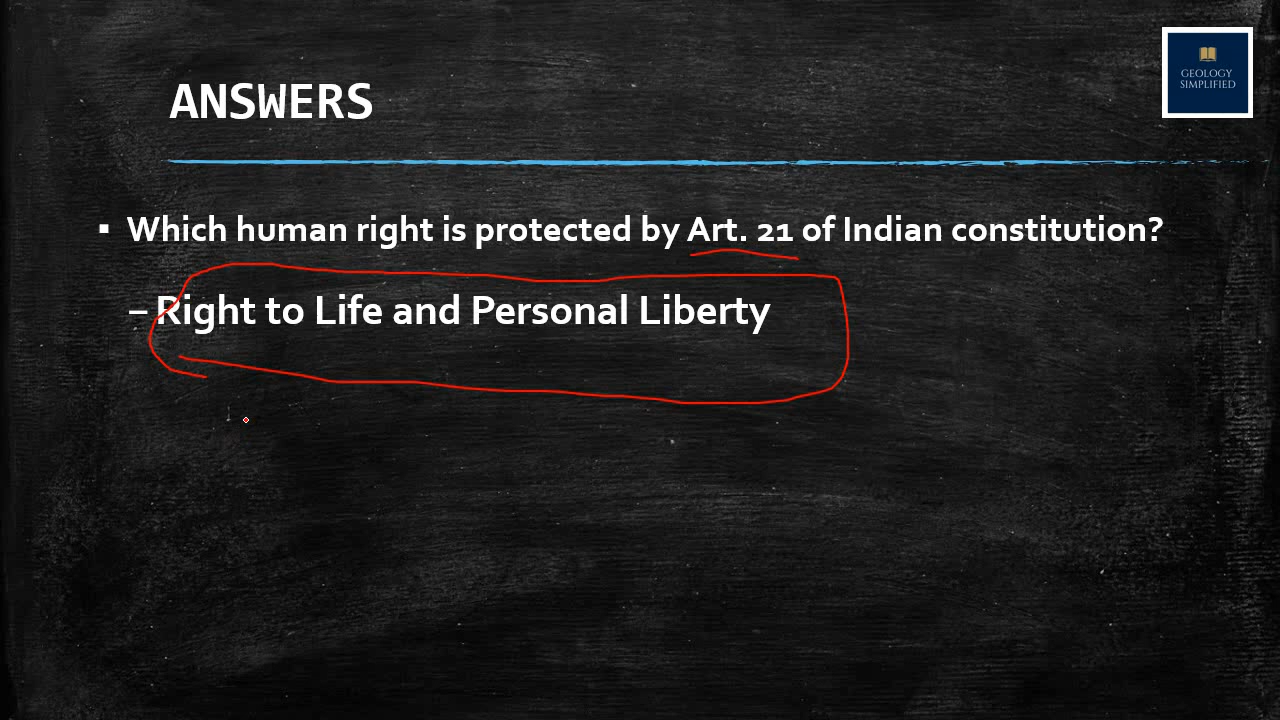 GEOLOGY
SIMPLIFIED
ANSWERS
▪ Which human right is protected by Art. 21 of Indian constitution?
– Right to Life and Personal Liberty